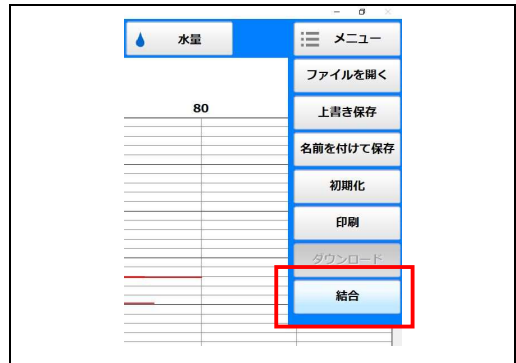 水量
メニュー
ファイルを開く
80
上書き保存
名前を付けて保存
初期化
印刷
ダウンロード
結合